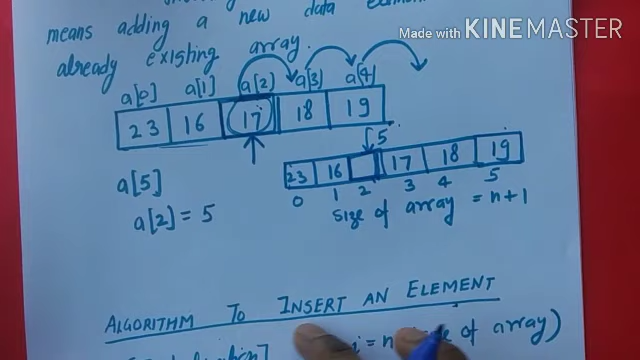 means adding a new data
already existing array.
Made with KINEMASTER
a[0] a[1] a[2] a[3] a[4]
23 16 17 18 19
5
23 16 17 18 19
0 1 2 3 4 5
a[5]
a[2] = 5
size of array = n+1
ALGORITHM TO INSERT AN ELEMENT
of array)